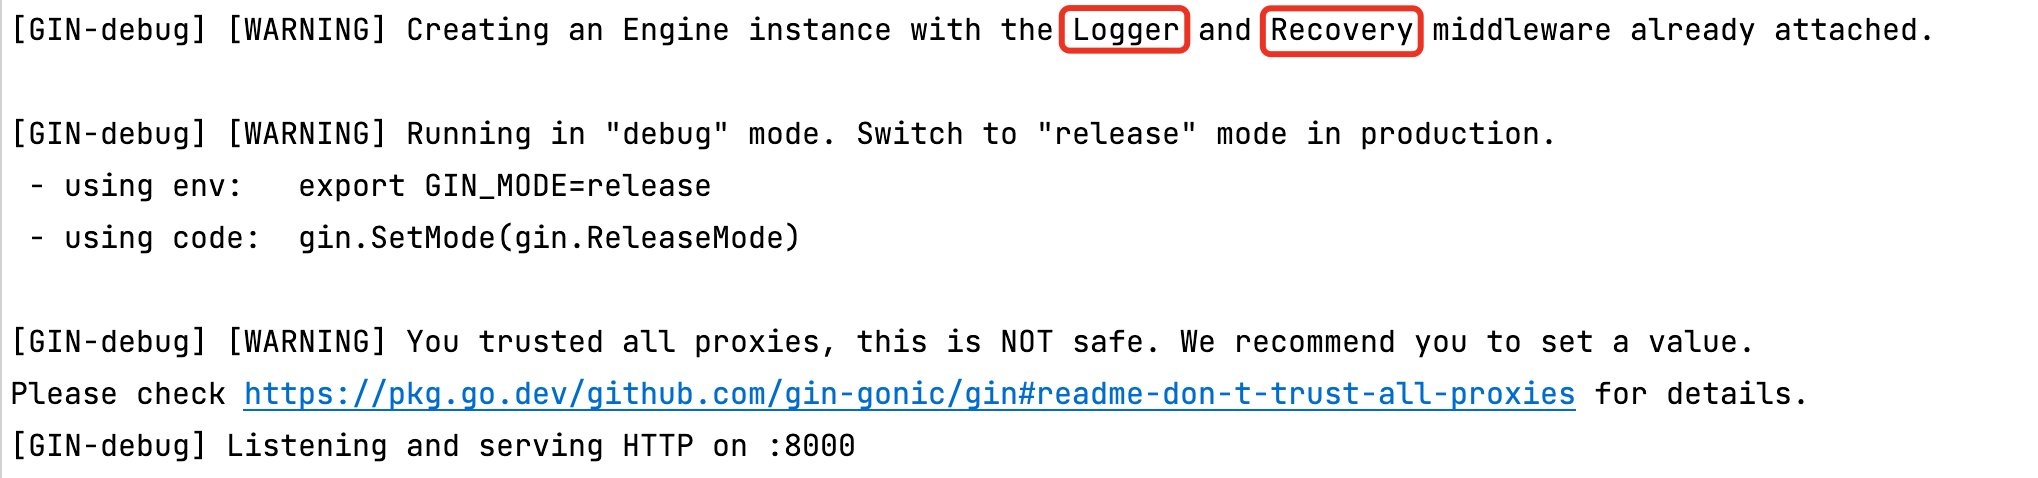 [GIN-debug] [WARNING] Creating an Engine instance with the Logger and Recovery middleware already attached.
[GIN-debug] [WARNING] Running in "debug" mode. Switch to "release" mode in production.
 - using env:   export GIN_MODE=release
 - using code:  gin.SetMode(gin.ReleaseMode)
[GIN-debug] [WARNING] You trusted all proxies, this is NOT safe. We recommend you to set a value.
Please check https://pkg.go.dev/github.com/gin-gonic/gin#readme-don-t-trust-all-proxies for details.
[GIN-debug] Listening and serving HTTP on :8000